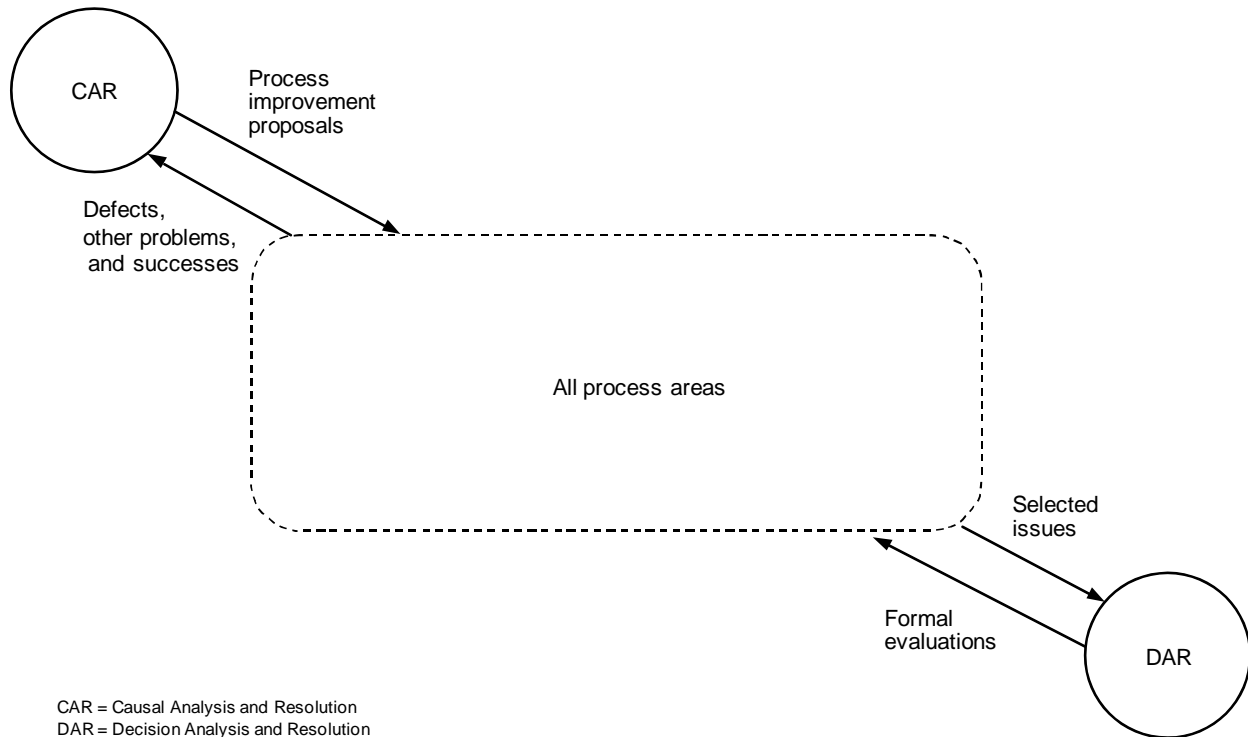 CAR
Process
improvement
proposals
Defects,
other problems,
and successes
All process areas
Selected
issues
Formal
evaluations
DAR
CAR = Causal Analysis and Resolution
DAR = Decision Analysis and Resolution